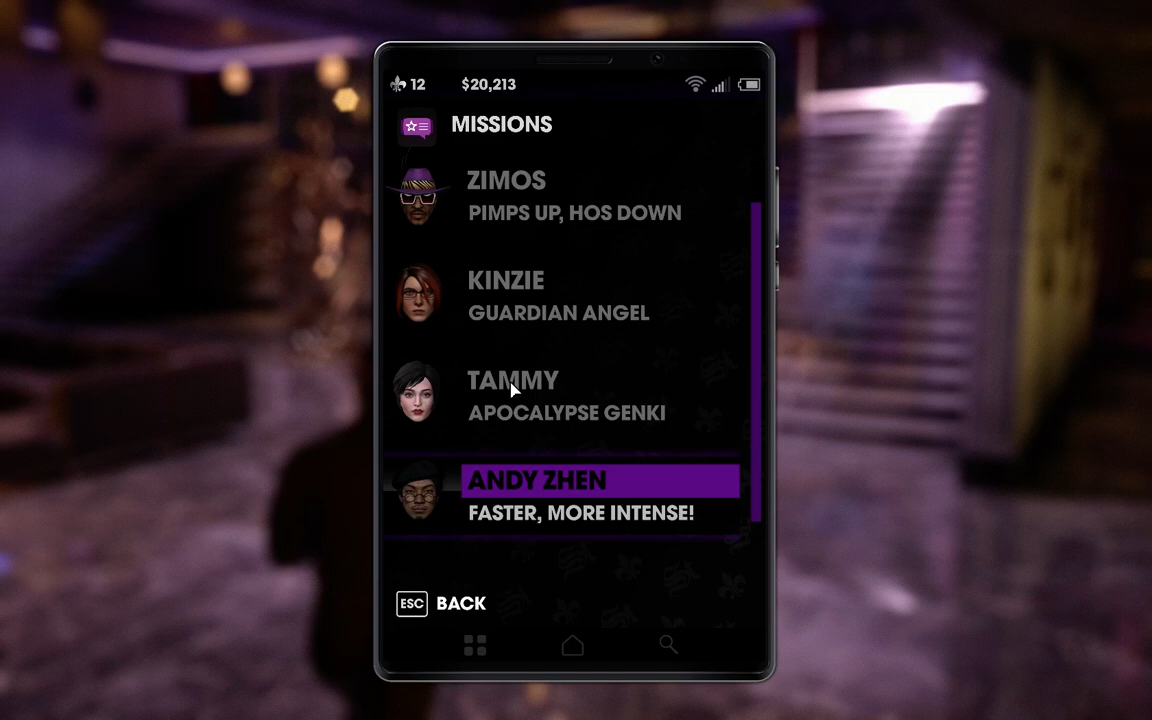 12 $20,213
MISSIONS
ZIMOS
PIMPS UP, HOS DOWN
KINZIE
GUARDIAN ANGEL
TAMMY
APOCALYPSE GENKI
ANDY ZHEN
FASTER, MORE INTENSE!
ESC BACK